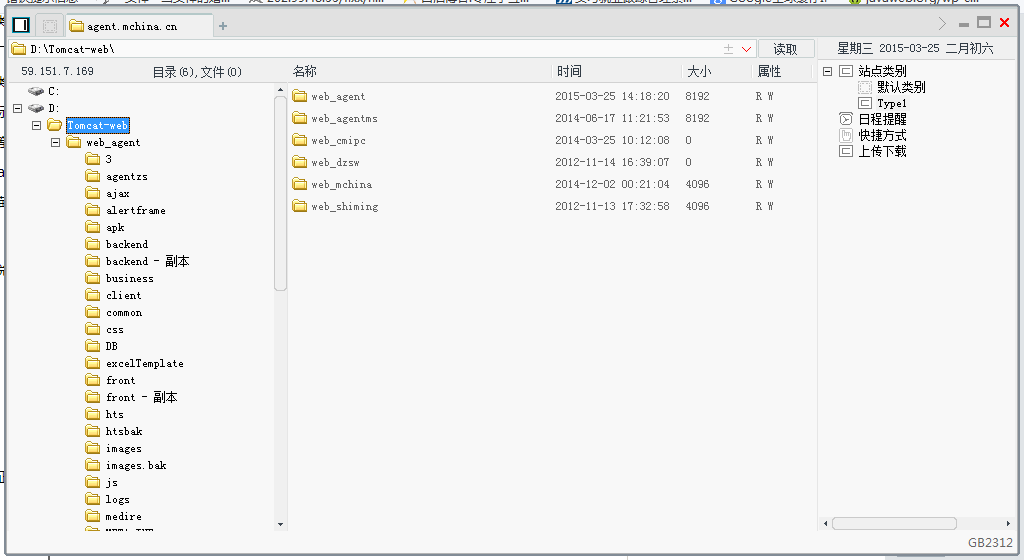 agent.mchina.cn
D:\Tomcat-web\
读取
星期三 2015-03-25 二月初六
59.151.7.169
目录(6),文件(0)
名称 时间 大小 属性
C:
D:
Tomcat-web
web_agent
3
agentzs
ajax
alertframe
apk
backend
backend - 副本
business
client
common
css
DB
excelTemplate
front
front - 副本
hts
htsbak
images
images.bak
js
logs
medire
web_agent 2015-03-25 14:18:20 8192 R W
web_agentms 2014-06-17 11:21:53 8192 R W
web_cmipc 2014-03-25 10:12:08 0 R W
web_dzsw 2012-11-14 16:39:07 0 R W
web_mchina 2014-12-02 00:21:04 4096 R W
web_shiming 2012-11-13 17:32:58 4096 R W
站点类别
默认类别
Type1
日程提醒
快捷方式
上传下载
GB2312